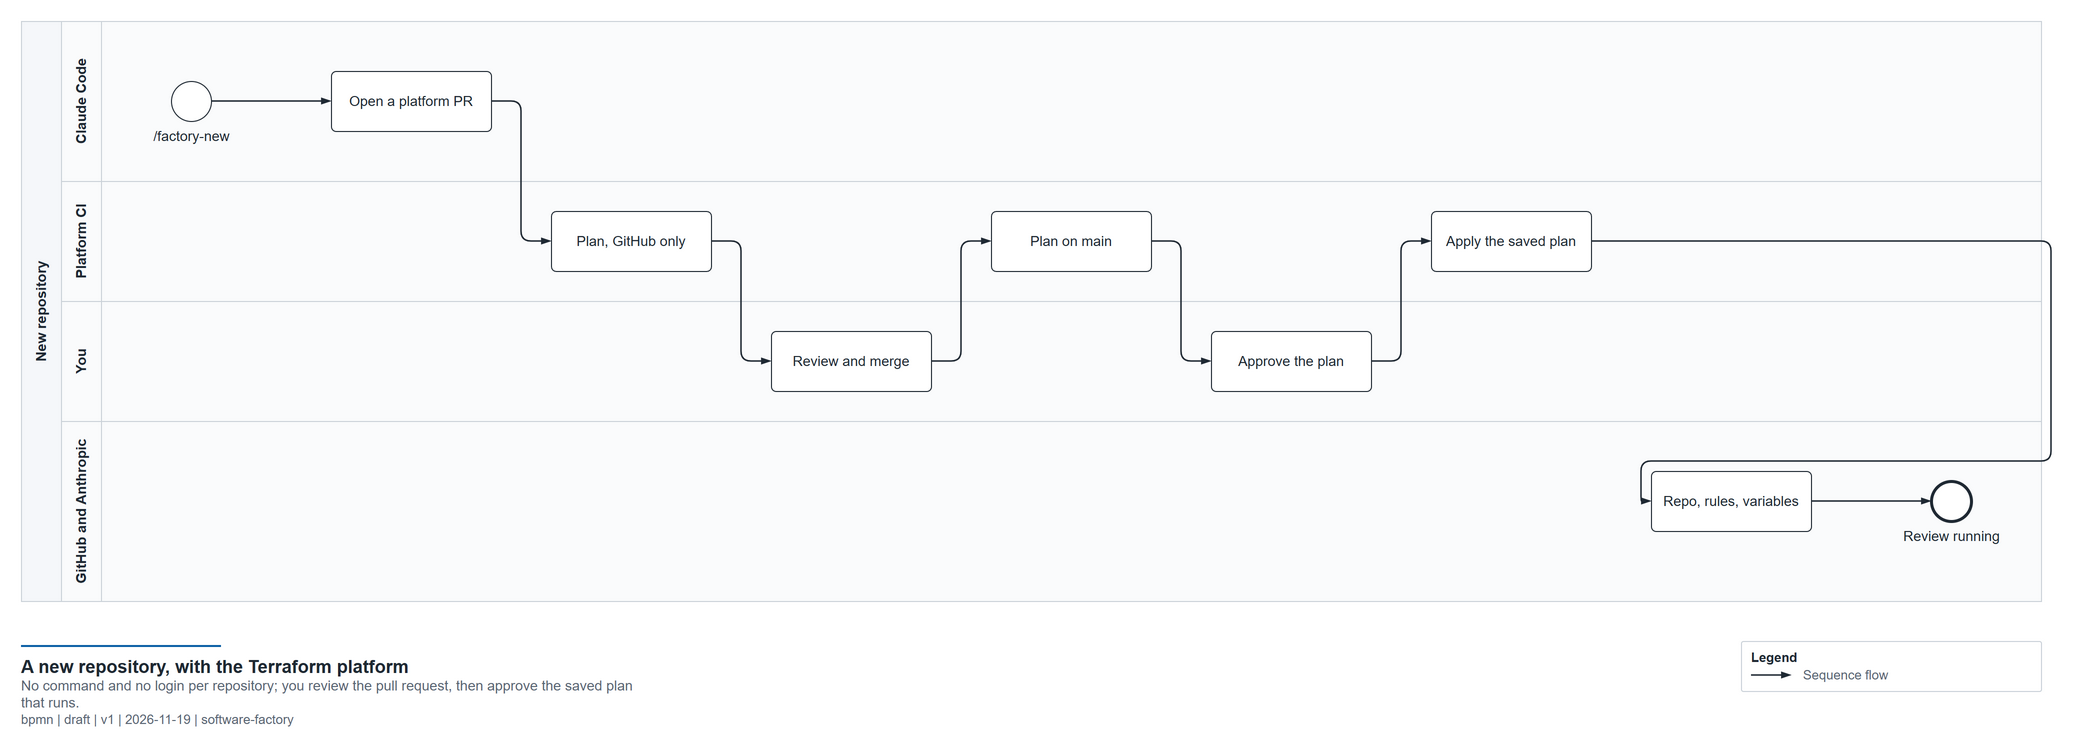 New repository
Claude Code
/factory-new
Open a platform PR
Platform CI
Plan, GitHub only
Plan on main
Apply the saved plan
You
Review and merge
Approve the plan
GitHub and Anthropic
Repo, rules, variables
Review running
A new repository, with the Terraform platform
No command and no login per repository; you review the pull request, then approve the saved plan
that runs.
bpmn | draft | v1 | 2026-11-19 | software-factory
Legend
Sequence flow